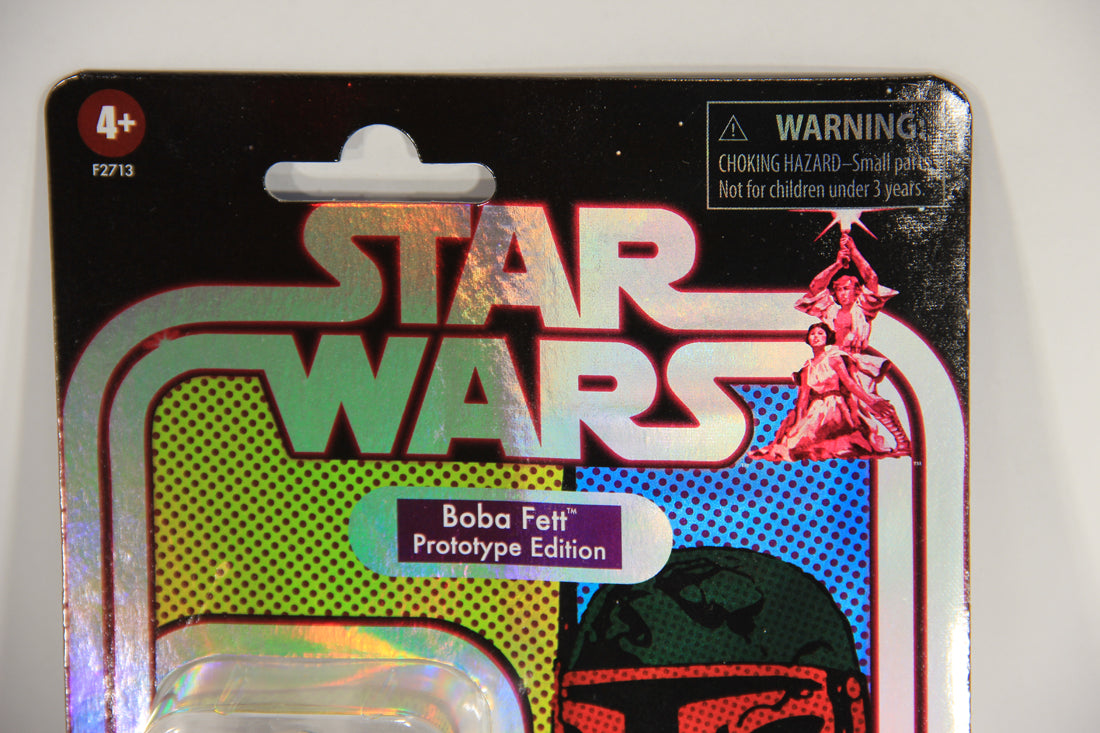 4+
F2713
WARNING:
CHOKING HAZARD–Small parts.
Not for children under 3 years.
STAR
WARS
TM
Boba Fett™
Prototype Edition